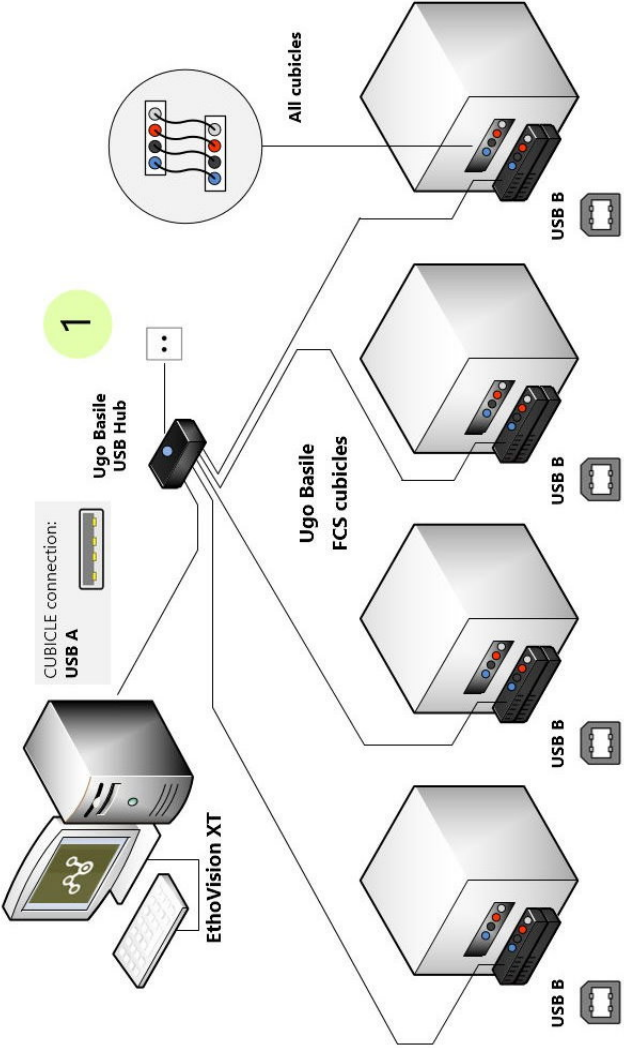 CUBICLE connection:
USB A
1
EthoVision XT
Ugo Basile
USB Hub
All cubicles
Ugo Basile
FCS cubicles
USB B
USB B
USB B
USB B